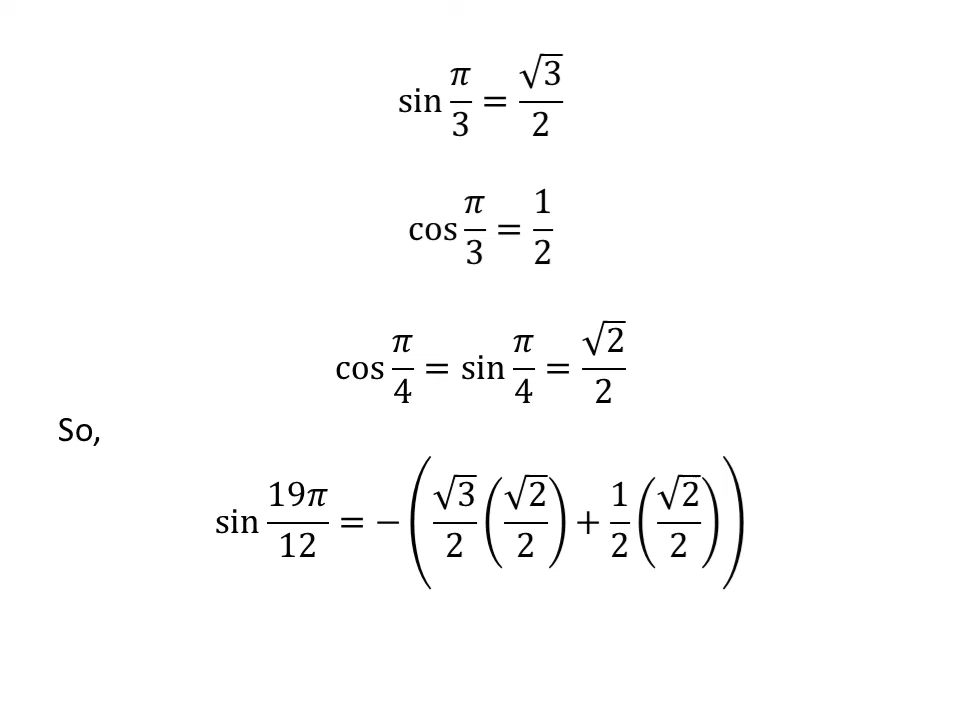 sin π/3 = √3/2
cos π/3 = 1/2
cos π/4 = sin π/4 = √2/2
So,
sin 19π/12 = −(√3/2 (√2/2) + 1/2 (√2/2))